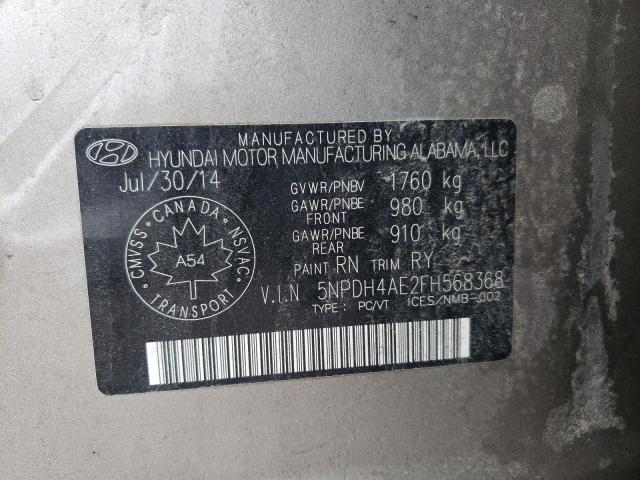 MANUFACTURED BY
HYUNDAI MOTOR MANUFACTURING ALABAMA, LLC
Jul/30/14
GVWR/PNBV 1760 kg
GAWR/PNBE FRONT 980 kg
GAWR/PNBE REAR 910 kg
PAINT RN TRIM RY
V.I.N 5NPDH4AE2FH568368
TYPE : PC/VT ICES/NMB-002
CMVSS CANADA NSVAC
A54
TRANSPORT